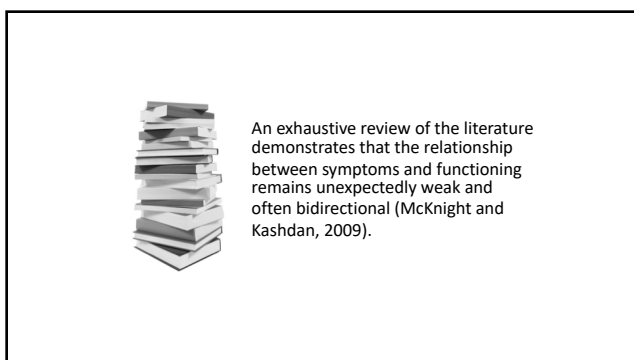 An exhaustive review of the literature
demonstrates that the relationship
between symptoms and functioning
remains unexpectedly weak and
often bidirectional (McKnight and
Kashdan, 2009).